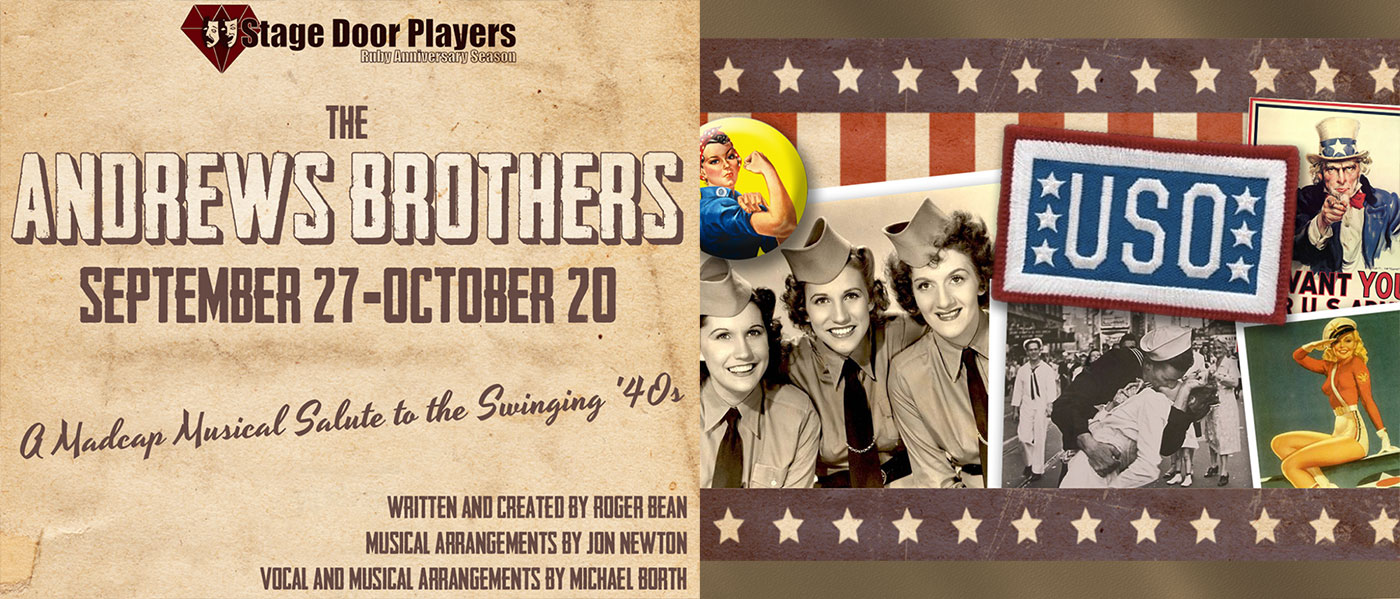 Stage Door Players
Ruby Anniversary Season
THE
ANDREWS BROTHERS
SEPTEMBER 27-OCTOBER 20
A Madcap Musical Salute to the Swinging '40s
WRITTEN AND CREATED BY ROGER BEAN
MUSICAL ARRANGEMENTS BY JON NEWTON
VOCAL AND MUSICAL ARRANGEMENTS BY MICHAEL BORTH
USO
WANT YOU
U.S. ARMY